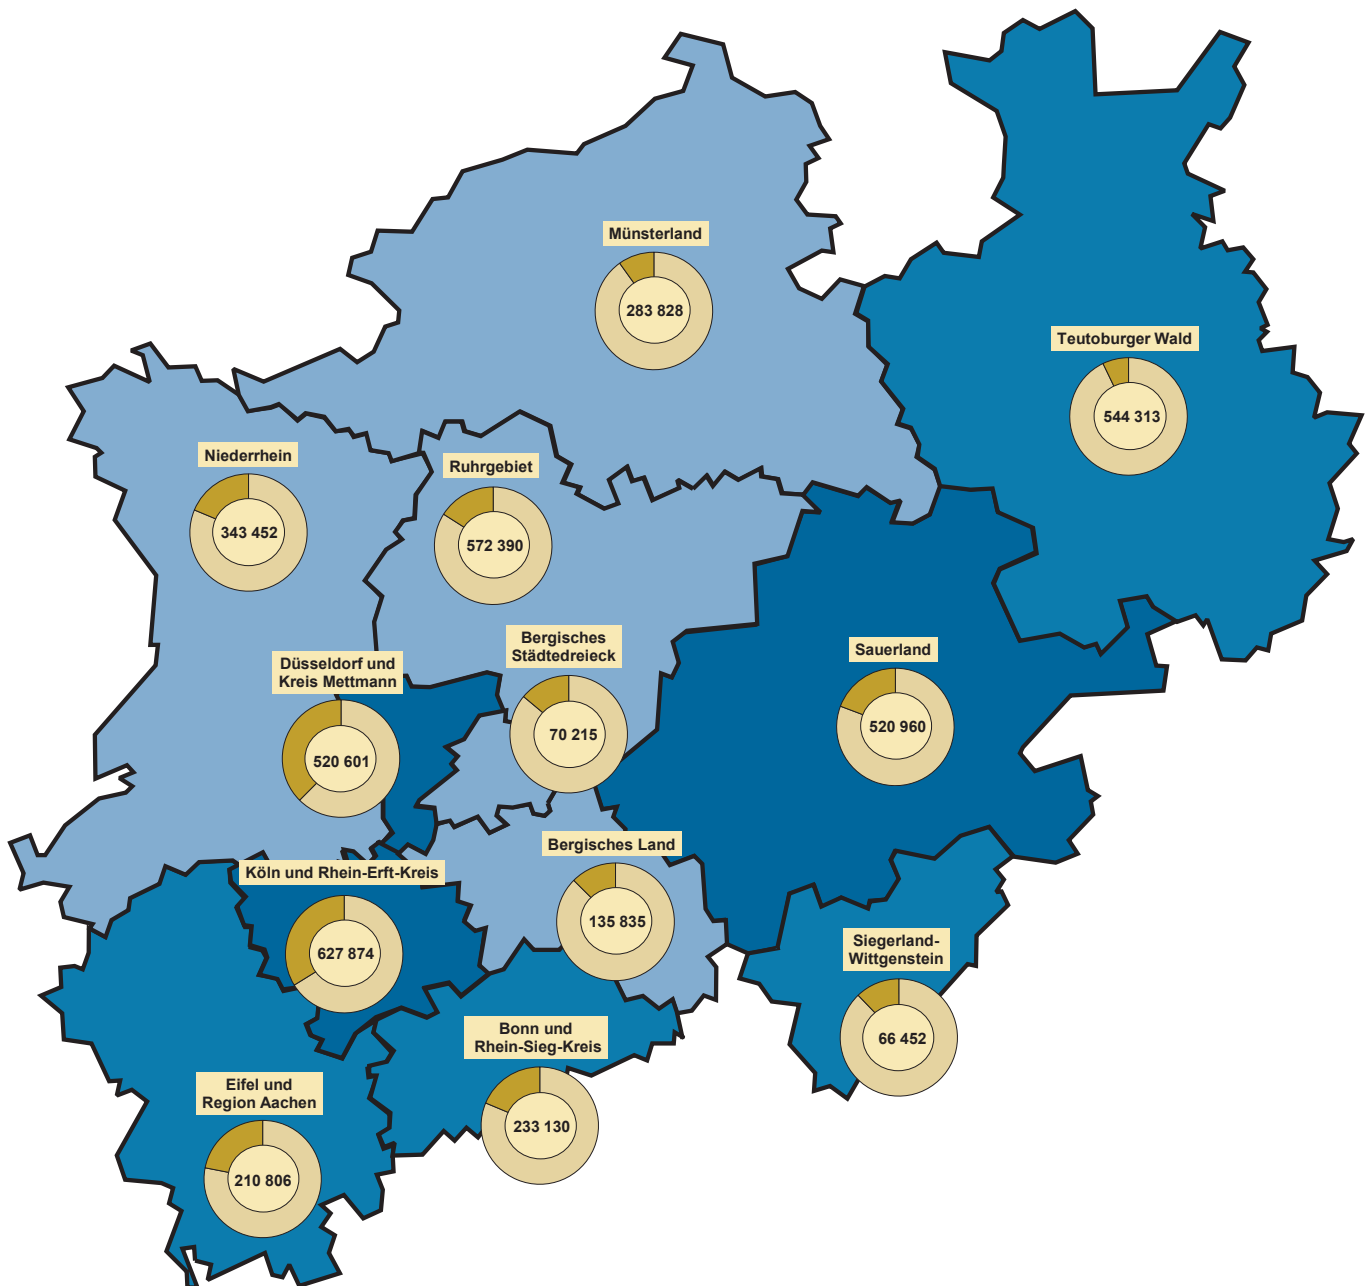 Münsterland
283 828
Teutoburger Wald
544 313
Niederrhein
343 452
Ruhrgebiet
572 390
Bergisches
Städtedreieck
70 215
Sauerland
520 960
Düsseldorf und
Kreis Mettmann
520 601
Bergisches Land
135 835
Köln und Rhein-Erft-Kreis
627 874
Siegerland-
Wittgenstein
66 452
Bonn und
Rhein-Sieg-Kreis
233 130
Eifel und
Region Aachen
210 806